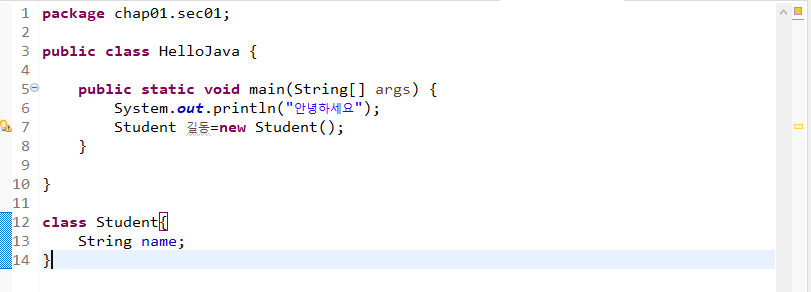 1 package chap01.sec01;
2
3 public class HelloJava {
4
5 public static void main(String[] args) {
6 System.out.println("안녕하세요");
7 Student 길동=new Student();
8 }
9
10 }
11
12 class Student{
13 String name;
14 }